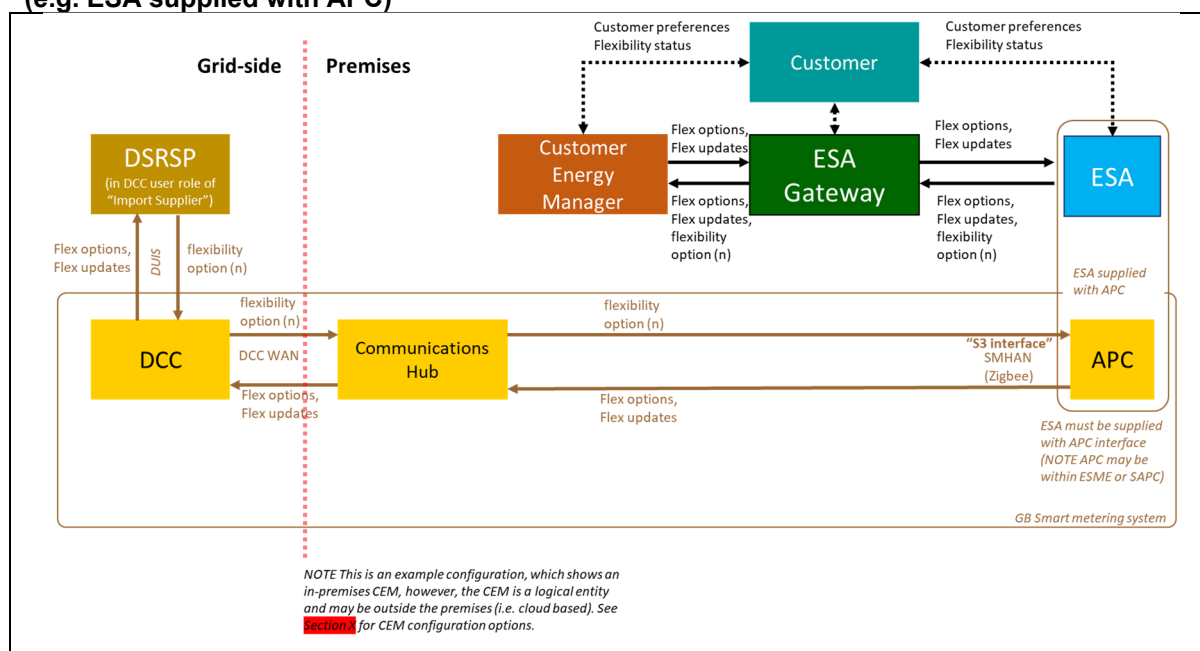 (e.g. ESA supplied with APC)
Customer preferences
Flexibility status
Customer preferences
Flexibility status
Grid-side
Premises
Customer
DSRSP
(in DCC user role of
“Import Supplier”)
Customer
Energy
Manager
Flex options,
Flex updates
ESA
Gateway
Flex options,
Flex updates
ESA
Flex options,
Flex updates,
flexibility
option (n)
Flex options,
Flex updates,
flexibility
option (n)
Flex options,
Flex updates
DUIS
flexibility
option (n)
ESA supplied
with APC
DCC
flexibility
option (n)
DCC WAN
Flex options,
Flex updates
Communications
Hub
flexibility
option (n)
“S3 interface”
SMHAN
(Zigbee)
APC
Flex options,
Flex updates
ESA must be supplied
with APC interface
(NOTE APC may be
within ESME or SAPC)
GB Smart metering system
NOTE This is an example configuration, which shows an
in-premises CEM, however, the CEM is a logical entity
and may be outside the premises (i.e. cloud based). See
Section X for CEM configuration options.